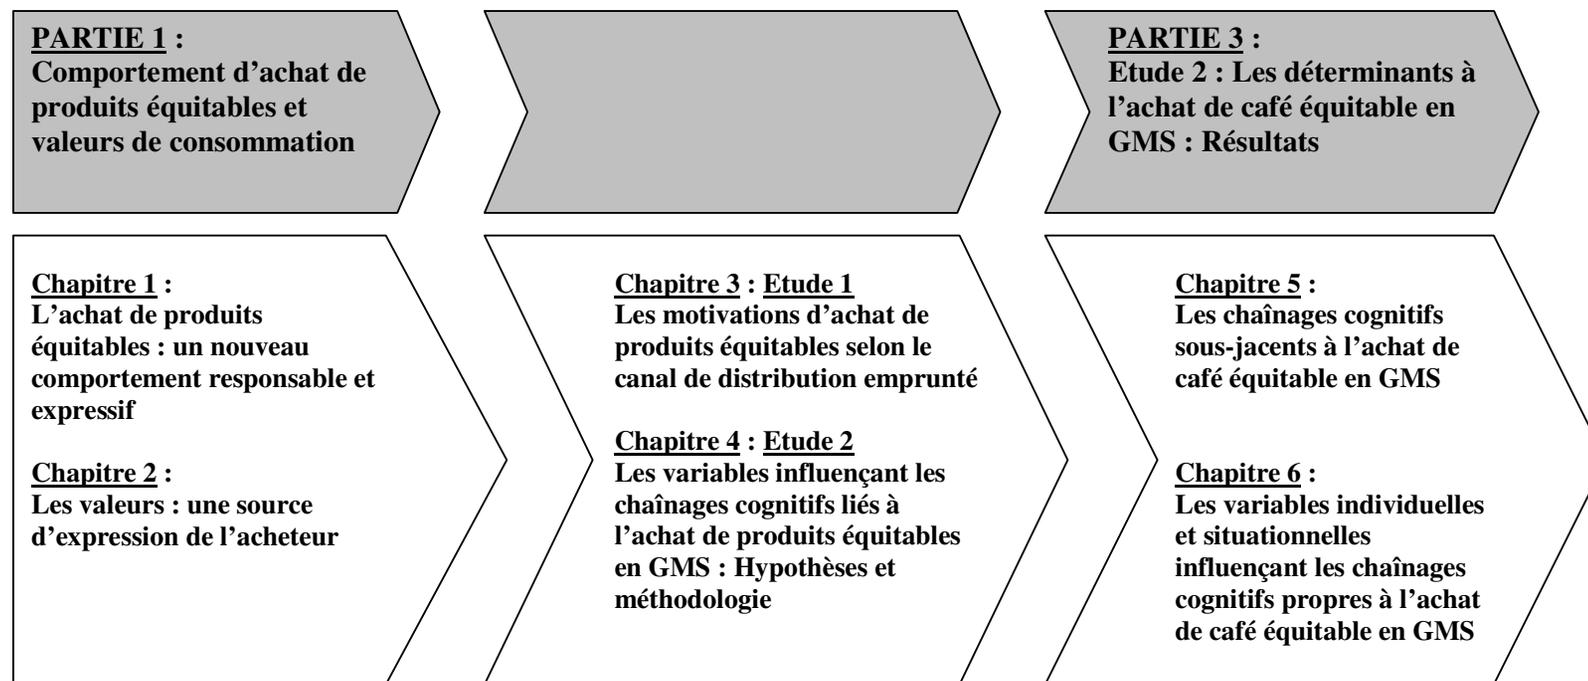 PARTIE 1 :
Comportement d’achat de
produits équitables et
valeurs de consommation
PARTIE 3 :
Etude 2 : Les déterminants à
l’achat de café équitable en
GMS : Résultats
Chapitre 1 :
L’achat de produits
équitables : un nouveau
comportement responsable et
expressif
Chapitre 2 :
Les valeurs : une source
d’expression de l’acheteur
Chapitre 3 : Etude 1
Les motivations d’achat de
produits équitables selon le
canal de distribution emprunté
Chapitre 4 : Etude 2
Les variables influençant les
chaînages cognitifs liés à
l’achat de produits équitables
en GMS : Hypothèses et
méthodologie
Chapitre 5 :
Les chaînages cognitifs
sous-jacents à l’achat de
café équitable en GMS
Chapitre 6 :
Les variables individuelles
et situationnelles
influençant les chaînages
cognitifs propres à l’achat
de café équitable en GMS